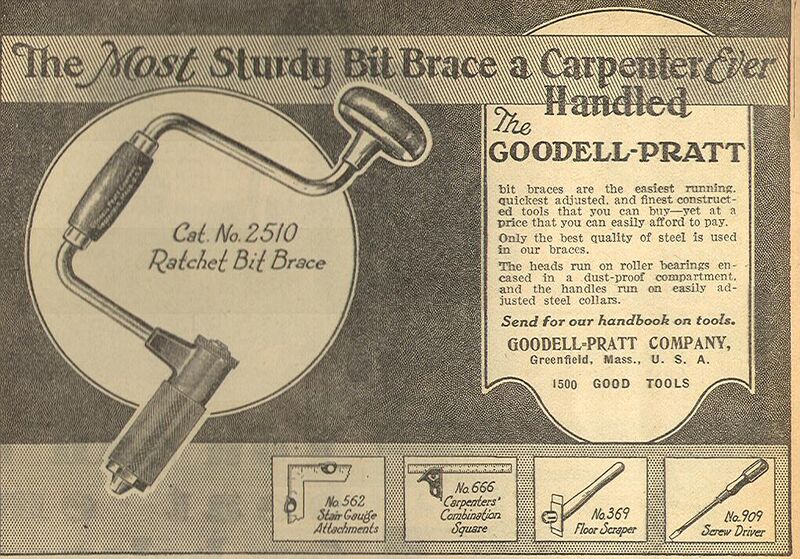 The Most Sturdy Bit Brace a Carpenter Ever
Handled
Cat. No. 2510
Ratchet Bit Brace
The
GOODELL-PRATT
bit braces are the easiest running,
quickest adjusted, and finest construct-
ed tools that you can buy—yet at a
price that you can easily afford to pay.
Only the best quality of steel is used
in our braces.
The heads run on roller bearings en-
cased in a dust-proof compartment,
and the handles run on easily ad-
justed steel collars.
Send for our handbook on tools.
GOODELL-PRATT COMPANY,
Greenfield, Mass., U. S. A.
1500 GOOD TOOLS
No. 562
Stair Gauge
Attachments
No. 666
Carpenters'
Combination
Square
No. 369
Floor Scraper
No. 909
Screw Driver